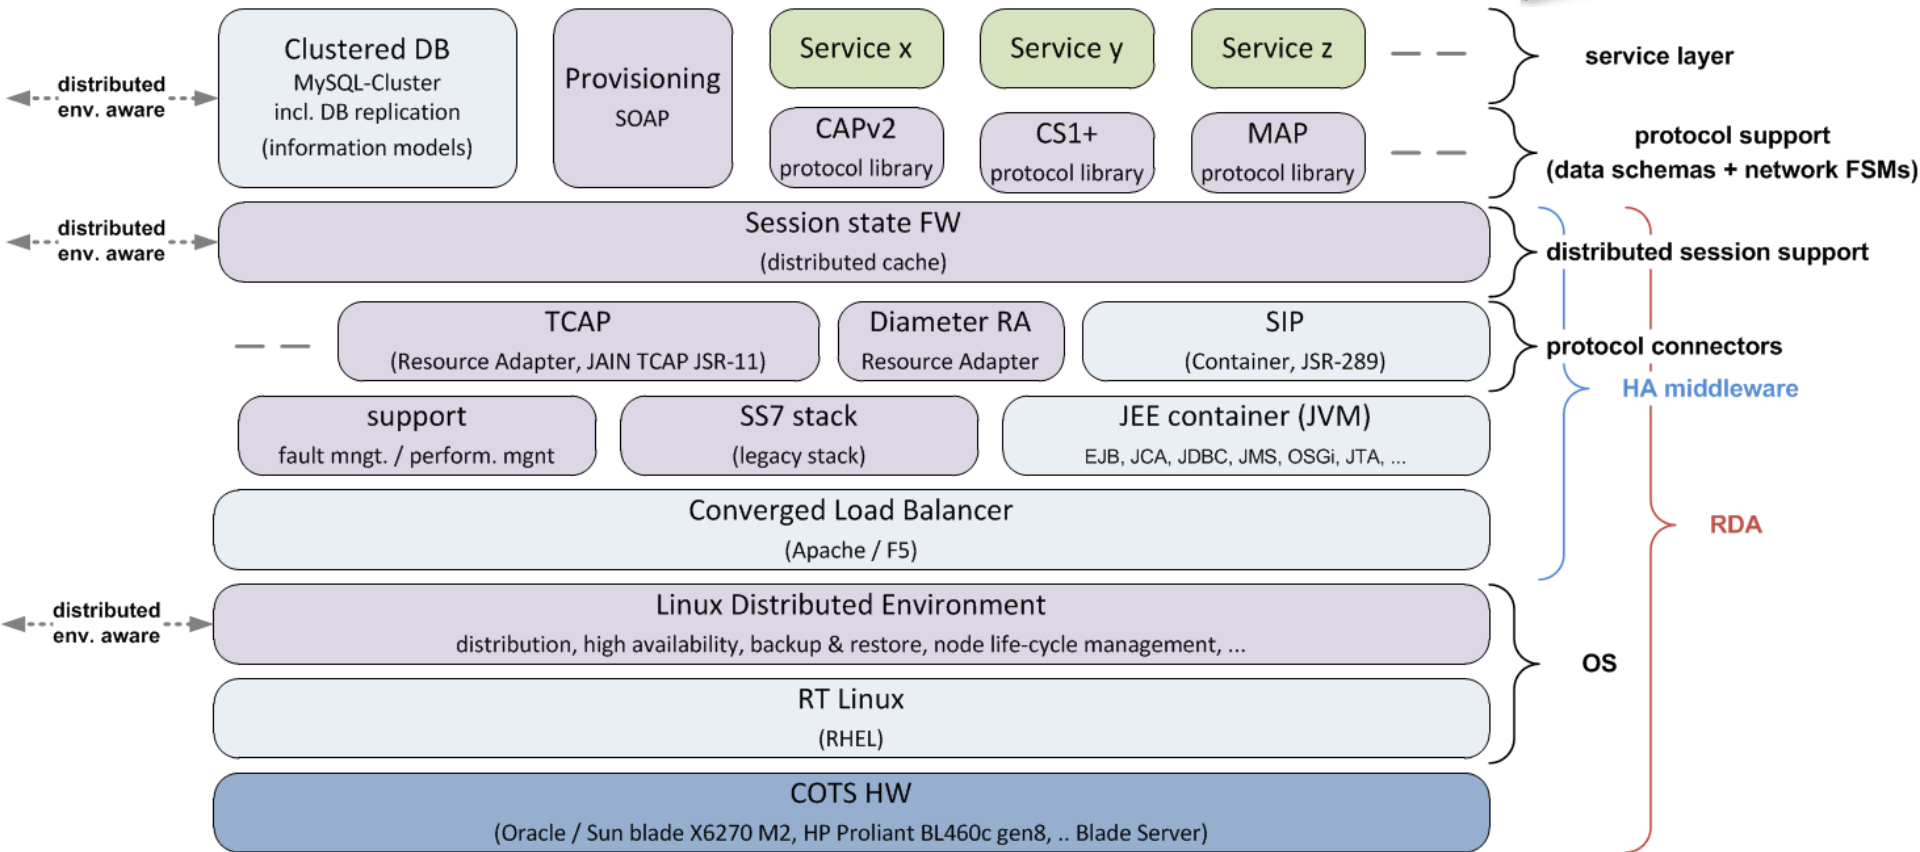 Clustered DB
MySQL-Cluster
incl. DB replication
(information models)
Provisioning
SOAP
Service x
Service y
Service z
service layer
distributed
env. aware
CAPv2
protocol library
CS1+
protocol library
MAP
protocol library
protocol support
(data schemas + network FSMs)
distributed
env. aware
Session state FW
(distributed cache)
distributed session support
TCAP
(Resource Adapter, JAIN TCAP JSR-11)
Diameter RA
Resource Adapter
SIP
(Container, JSR-289)
protocol connectors
HA middleware
support
fault mngt. / perform. mgnt
SS7 stack
(legacy stack)
JEE container (JVM)
EJB, JCA, JDBC, JMS, OSGi, JTA, ...
Converged Load Balancer
(Apache / F5)
RDA
distributed
env. aware
Linux Distributed Environment
distribution, high availability, backup & restore, node life-cycle management, ...
OS
RT Linux
(RHEL)
COTS HW
(Oracle / Sun blade X6270 M2, HP Proliant BL460c gen8, .. Blade Server)